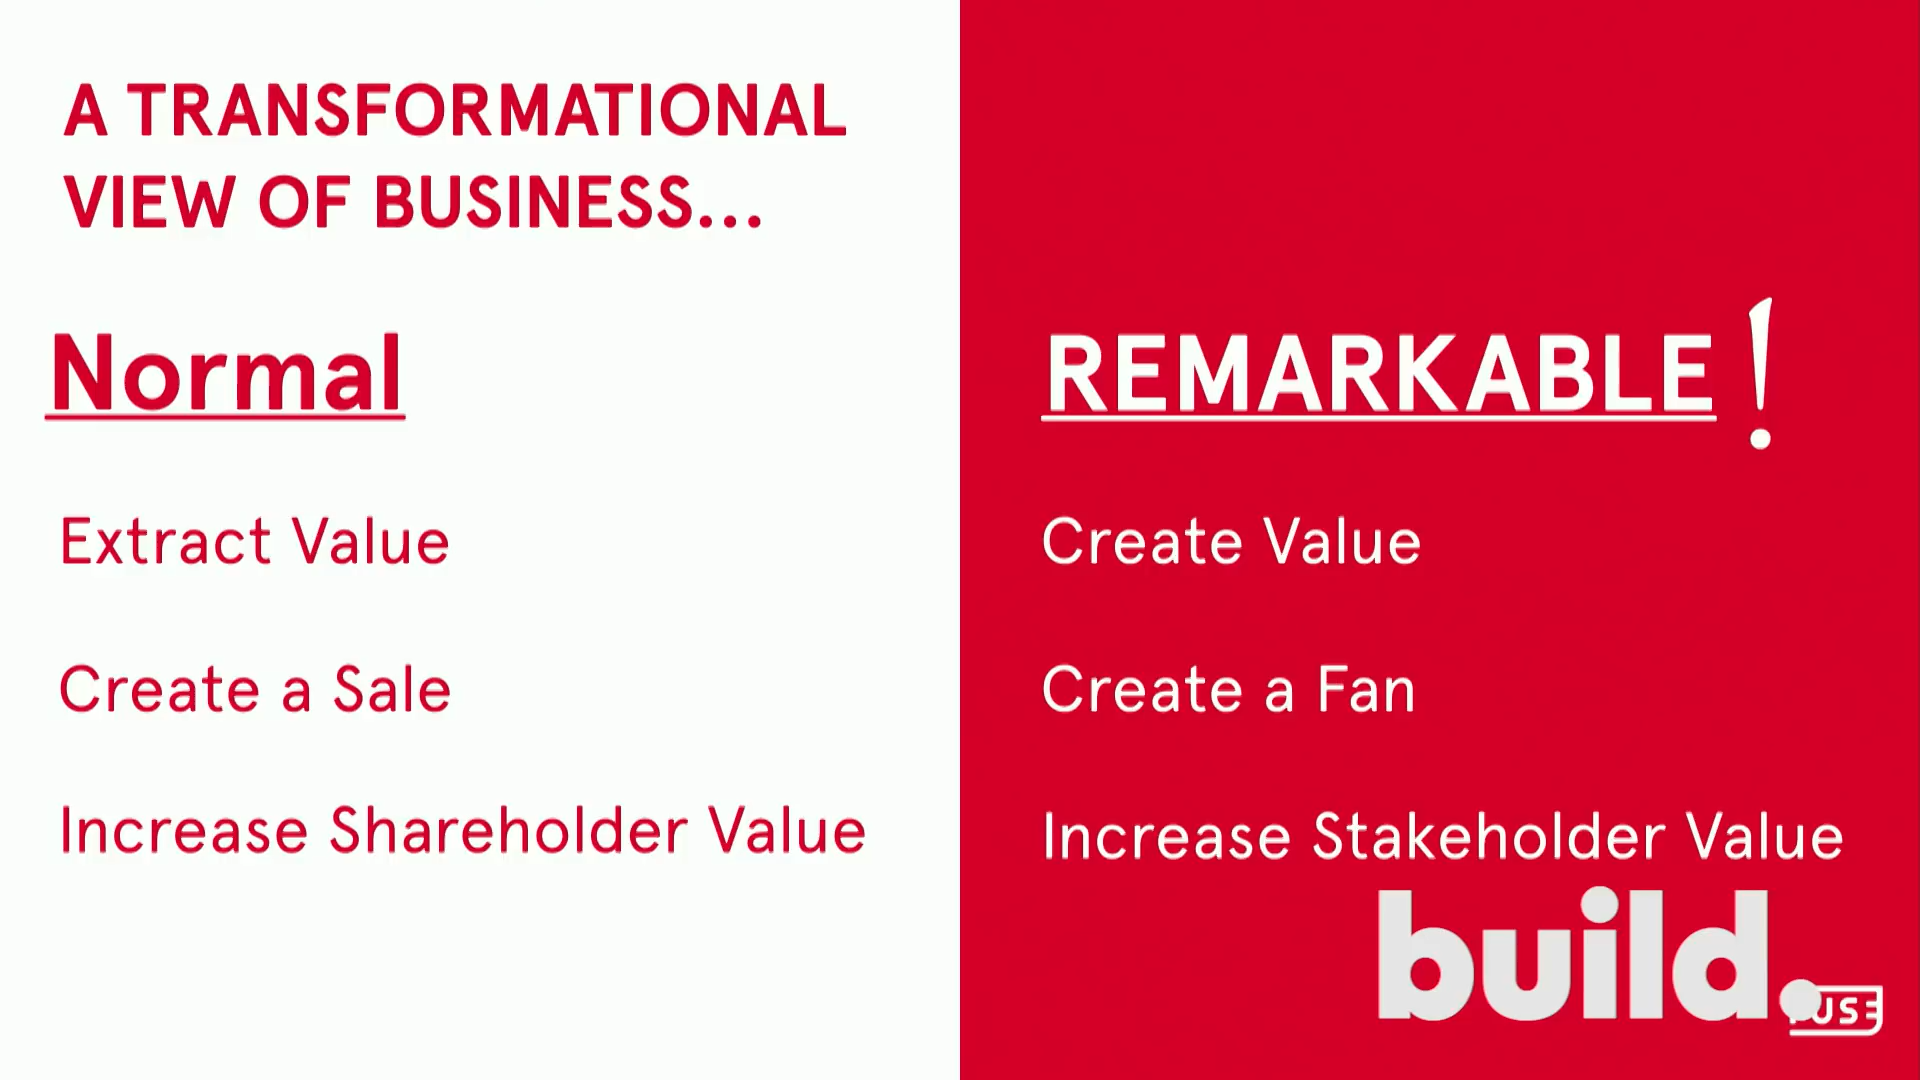 A TRANSFORMATIONAL
VIEW OF BUSINESS...
Normal
Extract Value
Create a Sale
Increase Shareholder Value
REMARKABLE!
Create Value
Create a Fan
Increase Stakeholder Value
build.